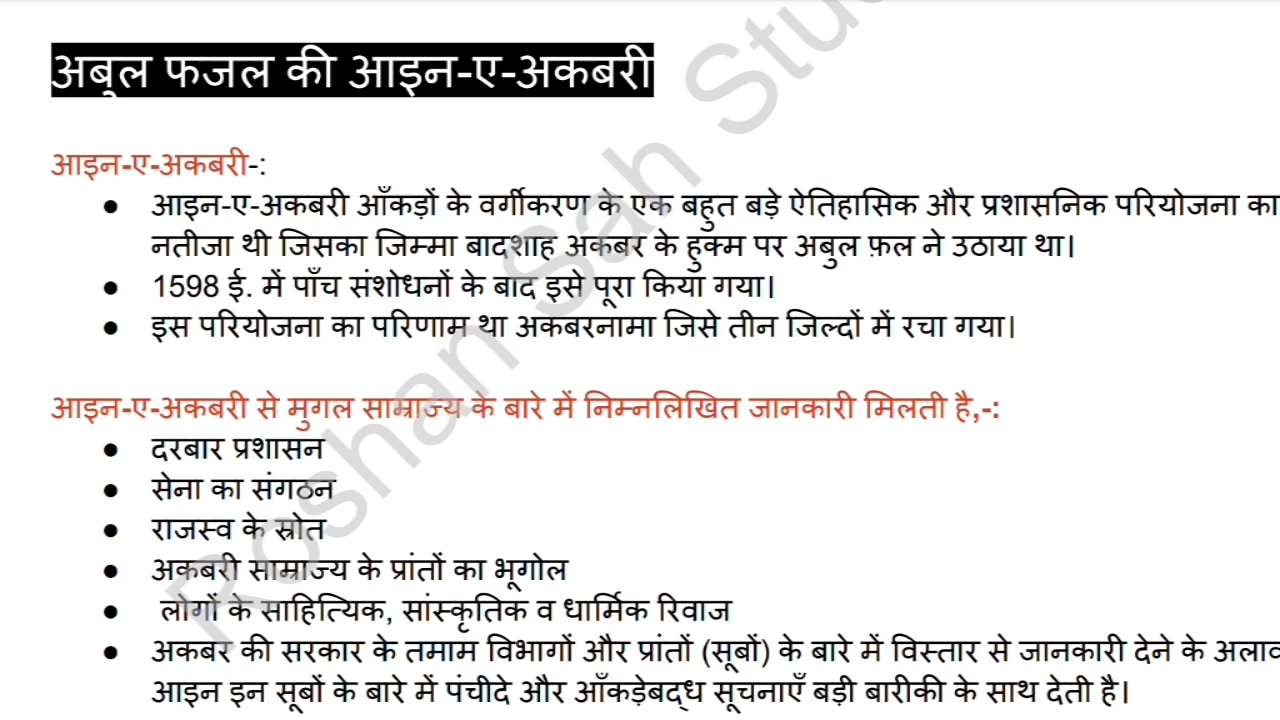 अबुल फजल की आइन-ए-अकबरी
आइन-ए-अकबरी-:
● आइन-ए-अकबरी आँकड़ों के वर्गीकरण के एक बहुत बड़े ऐतिहासिक और प्रशासनिक परियोजना का
नतीजा थी जिसका जिम्मा बादशाह अकबर के हुक्म पर अबुल फ़ल ने उठाया था।
● 1598 ई. में पाँच संशोधनों के बाद इसे पूरा किया गया।
● इस परियोजना का परिणाम था अकबरनामा जिसे तीन जिल्दों में रचा गया।
आइन-ए-अकबरी से मुगल साम्राज्य के बारे में निम्नलिखित जानकारी मिलती है,-:
● दरबार प्रशासन
● सेना का संगठन
● राजस्व के स्रोत
● अकबरी साम्राज्य के प्रांतों का भूगोल
● लोगों के साहित्यिक, सांस्कृतिक व धार्मिक रिवाज
● अकबर की सरकार के तमाम विभागों और प्रांतों (सूबों) के बारे में विस्तार से जानकारी देने के
आइन इन सूबों के बारे में पंचीदे और आँकड़ेबद्ध सूचनाएँ बड़ी बारीकी के साथ देती है।
Roshan Sah